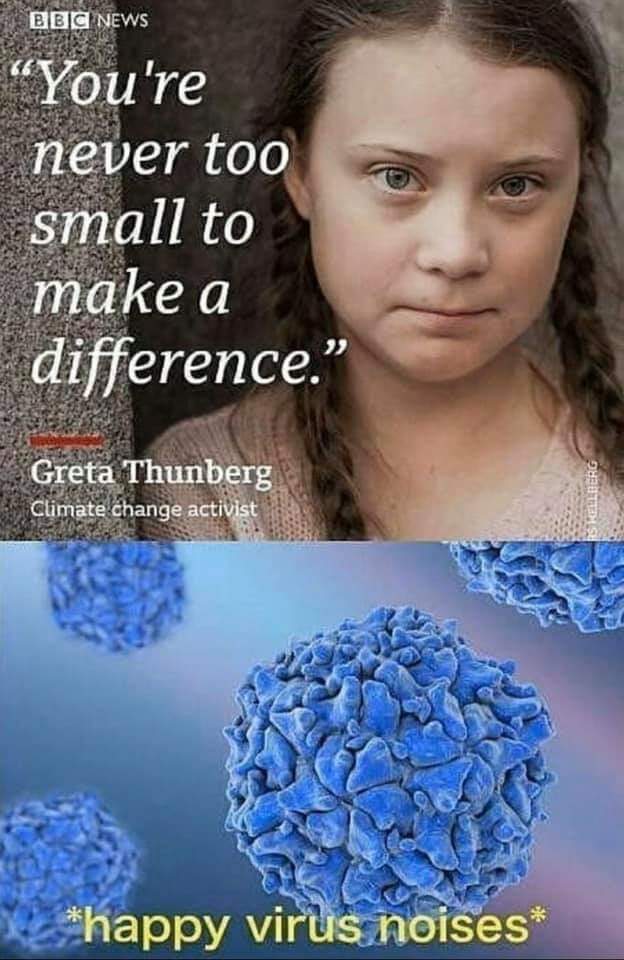 BBC NEWS
“You're
never too
small to
make a
difference.”
Greta Thunberg
Climate change activist
*happy virus noises*